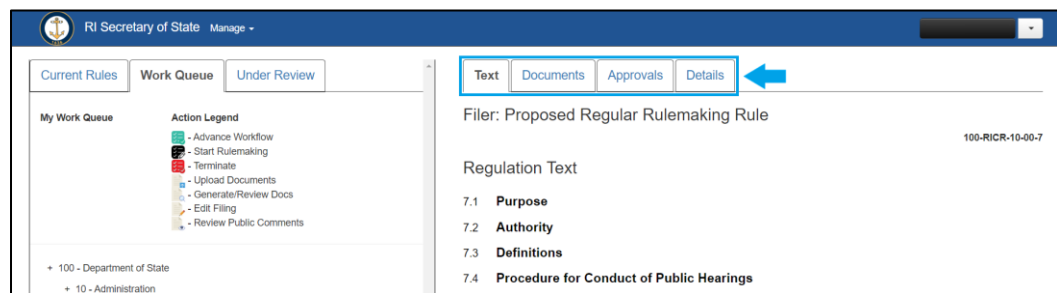 RI Secretary of State Manage
Current Rules Work Queue Under Review
My Work Queue Action Legend
- Advance Workflow
- Start Rulemaking
- Terminate
- Upload Documents
- Generate/Review Docs
- Edit Filing
- Review Public Comments
+ 100 - Department of State
+ 10 - Administration
Text Documents Approvals Details
Filer: Proposed Regular Rulemaking Rule
100-RICR-10-00-7
Regulation Text
7.1 Purpose
7.2 Authority
7.3 Definitions
7.4 Procedure for Conduct of Public Hearings